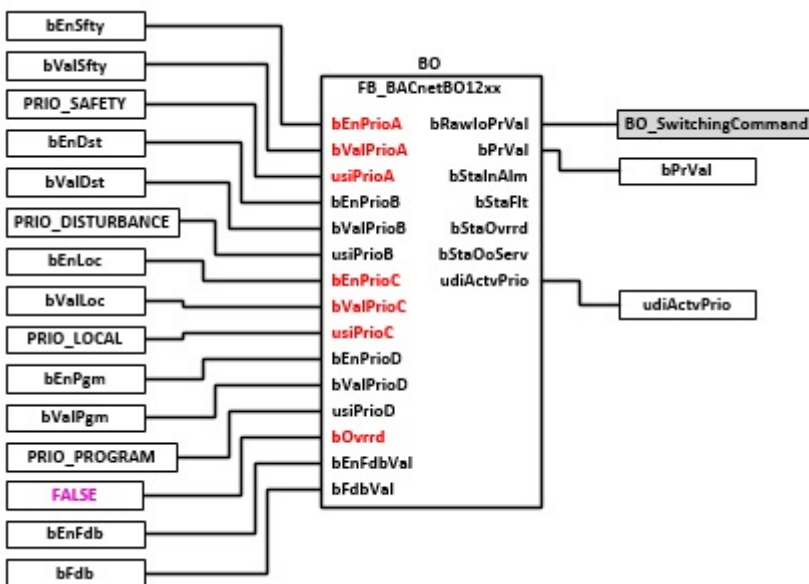 bEnSfty
bValSfty
PRIO_SAFETY
bEnDst
bValDst
PRIO_DISTURBANCE
bEnLoc
bValLoc
PRIO_LOCAL
bEnPgm
bValPgm
PRIO_PROGRAM
FALSE
bEnFdb
bFdb
BO
FB_BACnetBO12xx
bEnPrioA bRawIoPrVal
bValPrioA bPrVal
usiPrioA bStaInAlm
bEnPrioB bStaFlt
bValPrioB bStaOvrrd
usiPrioB bStaOoServ
bEnPrioC udiActvPrio
bValPrioC
usiPrioC
bEnPrioD
bValPrioD
usiPrioD
bOvrrd
bEnFdbVal
bFdbVal
BO_SwitchingCommand
bPrVal
udiActvPrio